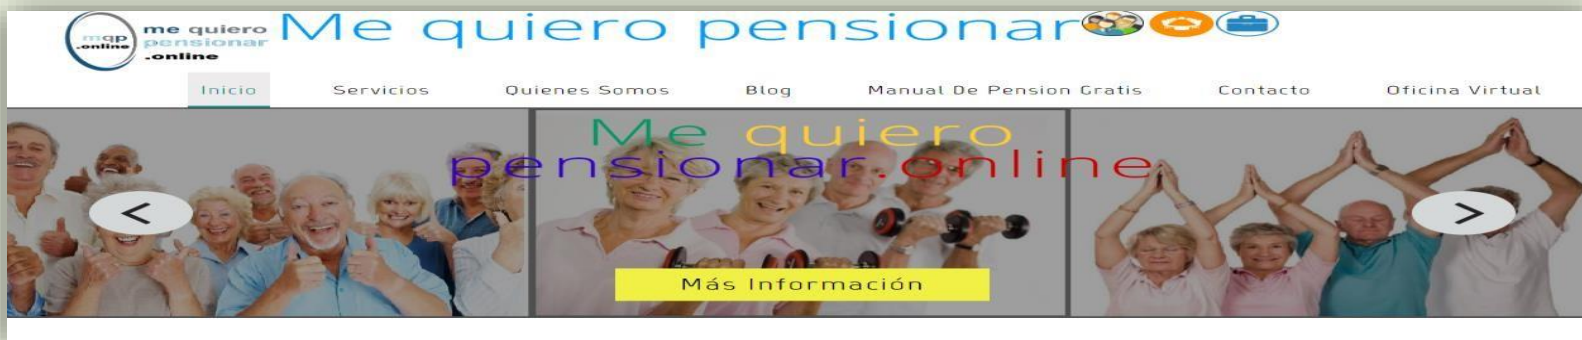 mqp
.online
me quiero
pensionar
.online
Me quiero pensionar
Inicio Servicios Quienes Somos Blog Manual De Pension Gratis Contacto Oficina Virtual
Me quiero
pensionar.online
< >
Más Información